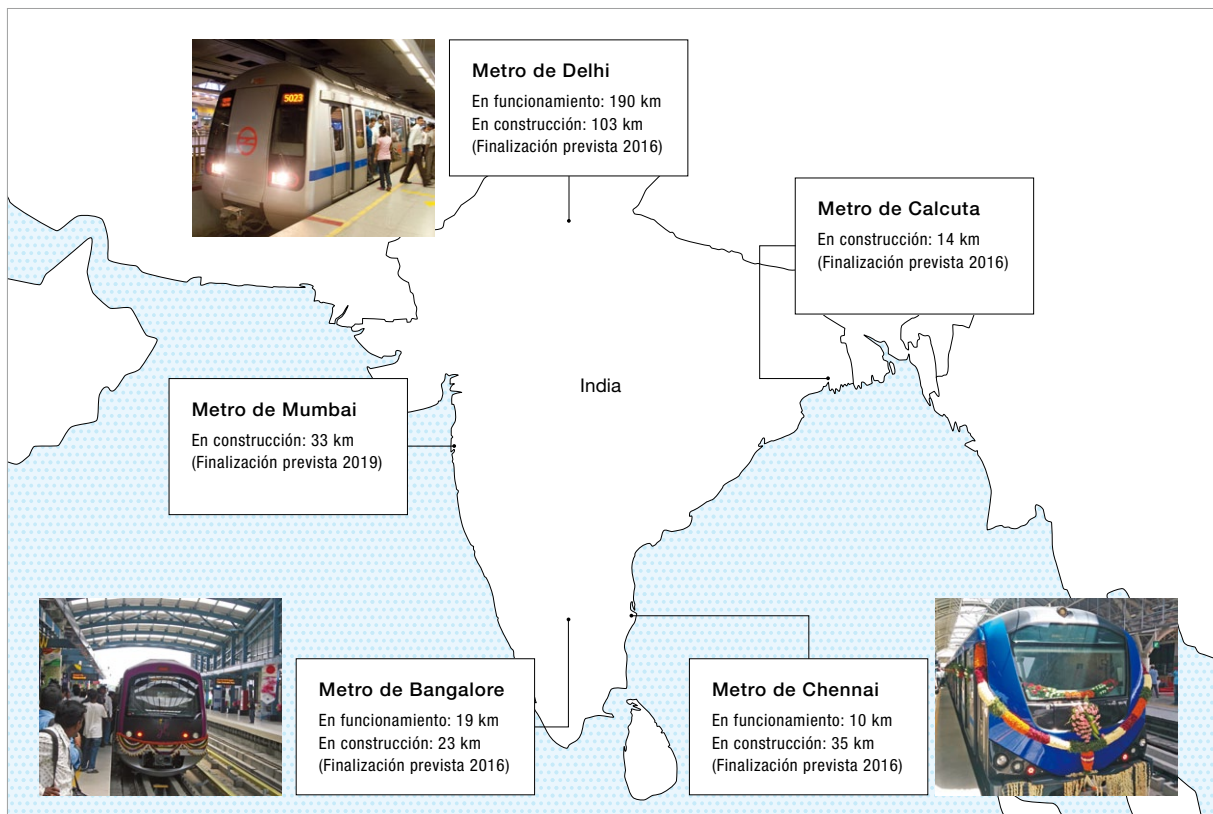 5023
Metro de Delhi
En funcionamiento: 190 km
En construcción: 103 km
(Finalización prevista 2016)
Metro de Calcuta
En construcción: 14 km
(Finalización prevista 2016)
India
Metro de Mumbai
En construcción: 33 km
(Finalización prevista 2019)
Metro de Bangalore
En funcionamiento: 19 km
En construcción: 23 km
(Finalización prevista 2016)
Metro de Chennai
En funcionamiento: 10 km
En construcción: 35 km
(Finalización prevista 2016)